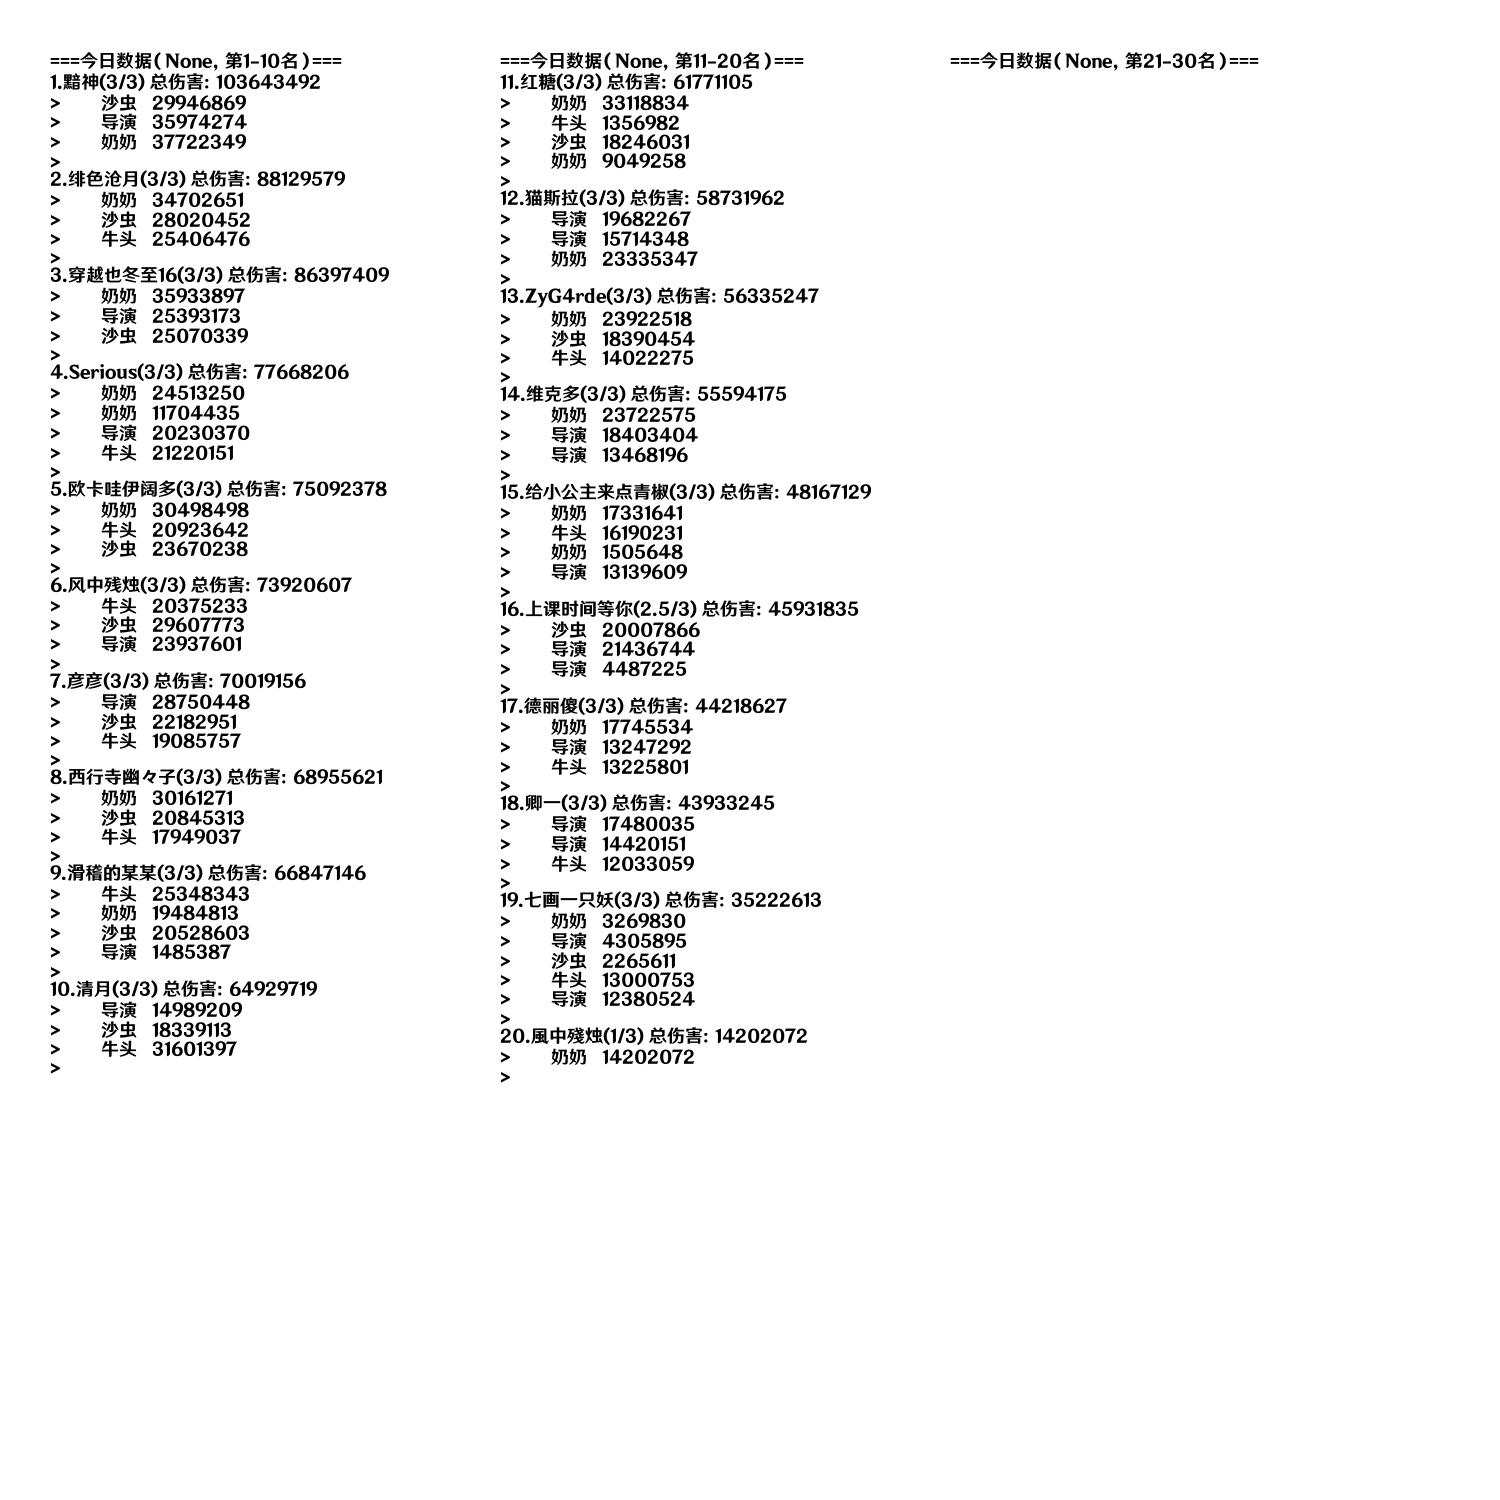 ===今日数据(None, 第1-10名)===
1.黯神(3/3) 总伤害: 103643492
> 沙虫 29946869
> 导演 35974274
> 奶奶 37722349
>
2.绯色沧月(3/3) 总伤害: 88129579
> 奶奶 34702651
> 沙虫 28020452
> 牛头 25406476
>
3.穿越也冬至16(3/3) 总伤害: 86397409
> 奶奶 35933897
> 导演 25393173
> 沙虫 25070339
>
4.Serious(3/3) 总伤害: 77668206
> 奶奶 24513250
> 奶奶 11704435
> 导演 20230370
> 牛头 21220151
>
5.欧卡哇伊阔多(3/3) 总伤害: 75092378
> 奶奶 30498498
> 牛头 20923642
> 沙虫 23670238
>
6.风中残烛(3/3) 总伤害: 73920607
> 牛头 20375233
> 沙虫 29607773
> 导演 23937601
>
7.彦彦(3/3) 总伤害: 70019156
> 导演 28750448
> 沙虫 22182951
> 牛头 19085757
>
8.西行寺幽々子(3/3) 总伤害: 68955621
> 奶奶 30161271
> 沙虫 20845313
> 牛头 17949037
>
9.滑稽的某某(3/3) 总伤害: 66847146
> 牛头 25348343
> 奶奶 19484813
> 沙虫 20528603
> 导演 1485387
>
10.清月(3/3) 总伤害: 64929719
> 导演 14989209
> 沙虫 18339113
> 牛头 31601397
>
===今日数据(None, 第11-20名)===
11.红糖(3/3) 总伤害: 61771105
> 奶奶 33118834
> 牛头 1356982
> 沙虫 18246031
> 奶奶 9049258
>
12.猫斯拉(3/3) 总伤害: 58731962
> 导演 19682267
> 导演 15714348
> 奶奶 23335347
>
13.ZyG4rde(3/3) 总伤害: 56335247
> 奶奶 23922518
> 沙虫 18390454
> 牛头 14022275
>
14.维克多(3/3) 总伤害: 55594175
> 奶奶 23722575
> 导演 18403404
> 导演 13468196
>
15.给小公主来点青椒(3/3) 总伤害: 48167129
> 奶奶 17331641
> 牛头 16190231
> 奶奶 1505648
> 导演 13139609
>
16.上课时间等你(2.5/3) 总伤害: 45931835
> 沙虫 20007866
> 导演 21436744
> 导演 4487225
>
17.德丽傻(3/3) 总伤害: 44218627
> 奶奶 17745534
> 导演 13247292
> 牛头 13225801
>
18.卿一(3/3) 总伤害: 43933245
> 导演 17480035
> 导演 14420151
> 牛头 12033059
>
19.七画一只妖(3/3) 总伤害: 35222613
> 奶奶 3269830
> 导演 4305895
> 沙虫 2265611
> 牛头 13000753
> 导演 12380524
>
20.風中殘烛(1/3) 总伤害: 14202072
> 奶奶 14202072
>
===今日数据(None, 第21-30名)===